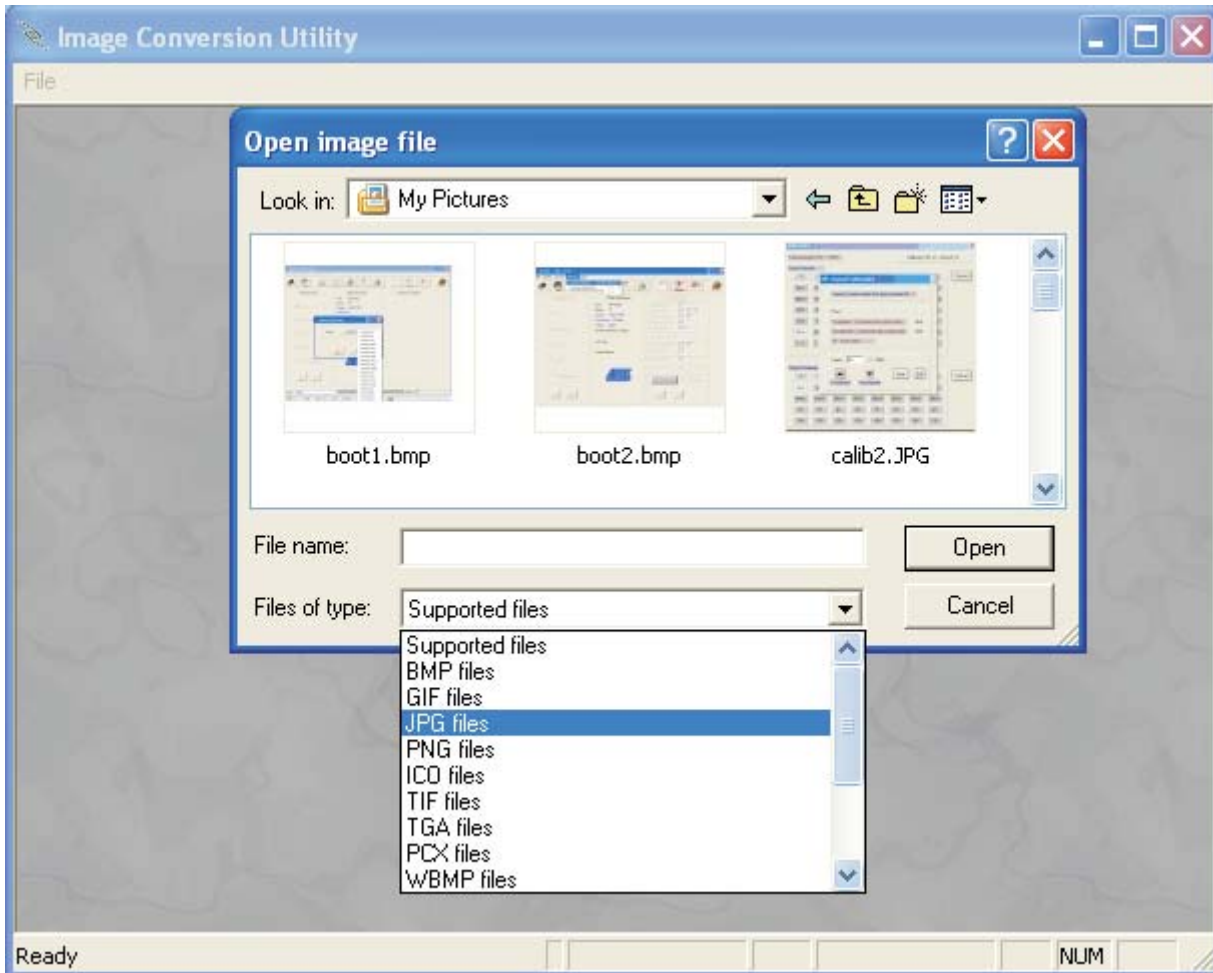 Image Conversion Utility
File
Open image file
Look in: My Pictures
boot1.bmp
boot2.bmp
calib2.JPG
File name:
Open
Files of type: Supported files
Cancel
Supported files
BMP files
GIF files
JPG files
PNG files
ICO files
TIF files
TGA files
PCX files
WBMP files
Ready
NUM